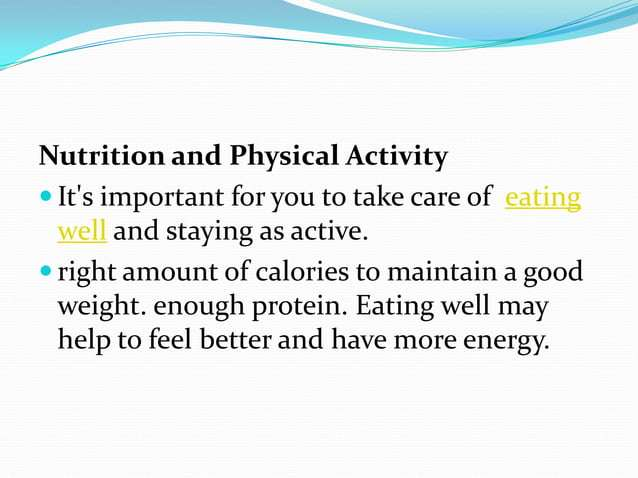 Nutrition and Physical Activity
It's important for you to take care of eating
well and staying as active.
right amount of calories to maintain a good
weight. enough protein. Eating well may
help to feel better and have more energy.